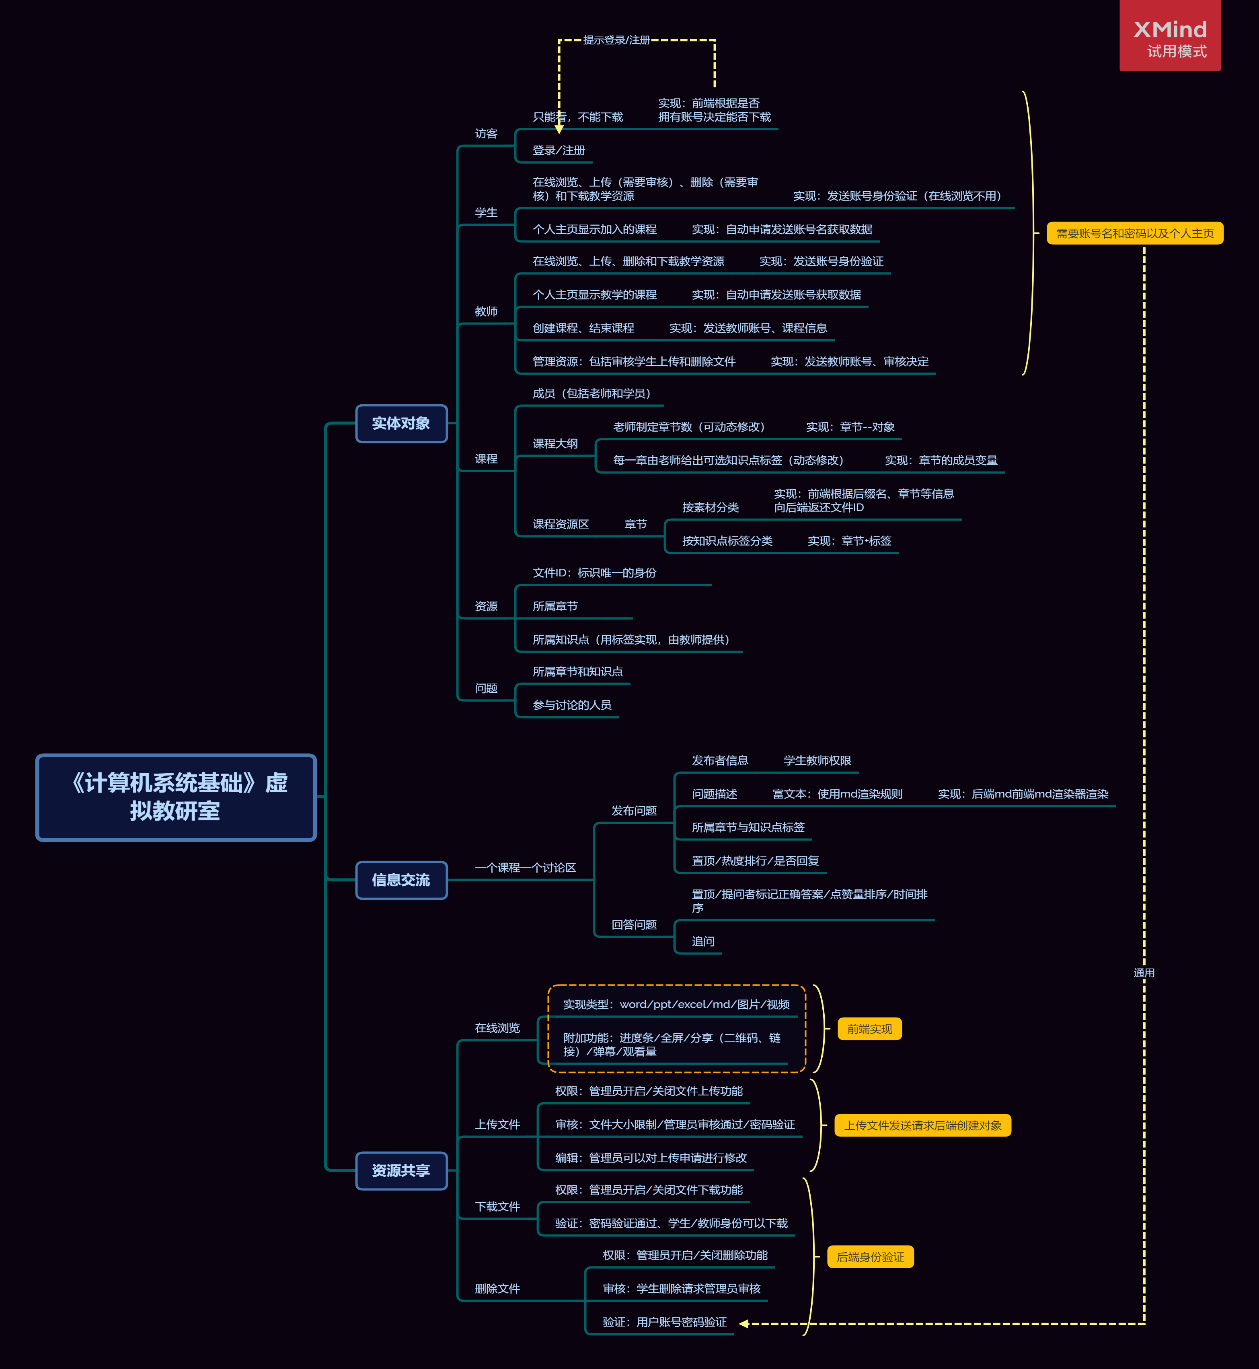 XMind
试用模式
提示登录/注册
实现：前端根据是否
只能看，不能下载
拥有账号决定能否下载
访客
登录/注册
在线浏览、上传（需要审核）、删除（需要审
核）和下载教学资源
实现：发送账号身份验证（在线浏览不用）
学生
个人主页显示加入的课程
实现：自动申请发送账号名获取数据
需要账号名和密码以及个人主页
在线浏览、上传、删除和下载教学资源
实现：发送账号身份验证
个人主页显示教学的课程
实现：自动申请发送账号获取数据
教师
创建课程、结束课程
实现：发送教师账号、课程信息
管理资源：包括审核学生上传和删除文件
实现：发送教师账号、审核决定
实体对象
成员（包括老师和学员）
老师制定章节数（可动态修改）
实现：章节--对象
课程大纲
课程
每一章由老师给出可选知识点标签（动态修改）
实现：章节的成员变量
实现：前端根据后缀名、章节等信息
按素材分类
向后端返还文件ID
课程资源区
章节
按知识点标签分类
实现：章节+标签
文件ID：标识唯一的身份
资源
所属章节
所属知识点（用标签实现，由教师提供）
所属章节和知识点
问题
参与讨论的人员
《计算机系统基础》虚
拟教研室
发布者信息
学生教师权限
问题描述
富文本：使用md渲染规则
实现：后端md前端md渲染器渲染
发布问题
所属章节与知识点标签
置顶/热度排行/是否回复
一个课程一个讨论区
信息交流
置顶/提问者标记正确答案/点赞量排序/时间排
序
回答问题
追问
通用
实现类型：word/ppt/excel/md/图片/视频
在线浏览
前端实现
附加功能：进度条/全屏/分享（二维码、链
接）/弹幕/观看量
权限：管理员开启/关闭文件上传功能
上传文件
审核：文件大小限制/管理员审核通过/密码验证
上传文件发送请求后端创建对象
编辑：管理员可以对上传申请进行修改
资源共享
权限：管理员开启/关闭文件下载功能
下载文件
验证：密码验证通过、学生/教师身份可以下载
后端身份验证
权限：管理员开启/关闭删除功能
删除文件
审核：学生删除请求管理员审核
验证：用户账号密码验证